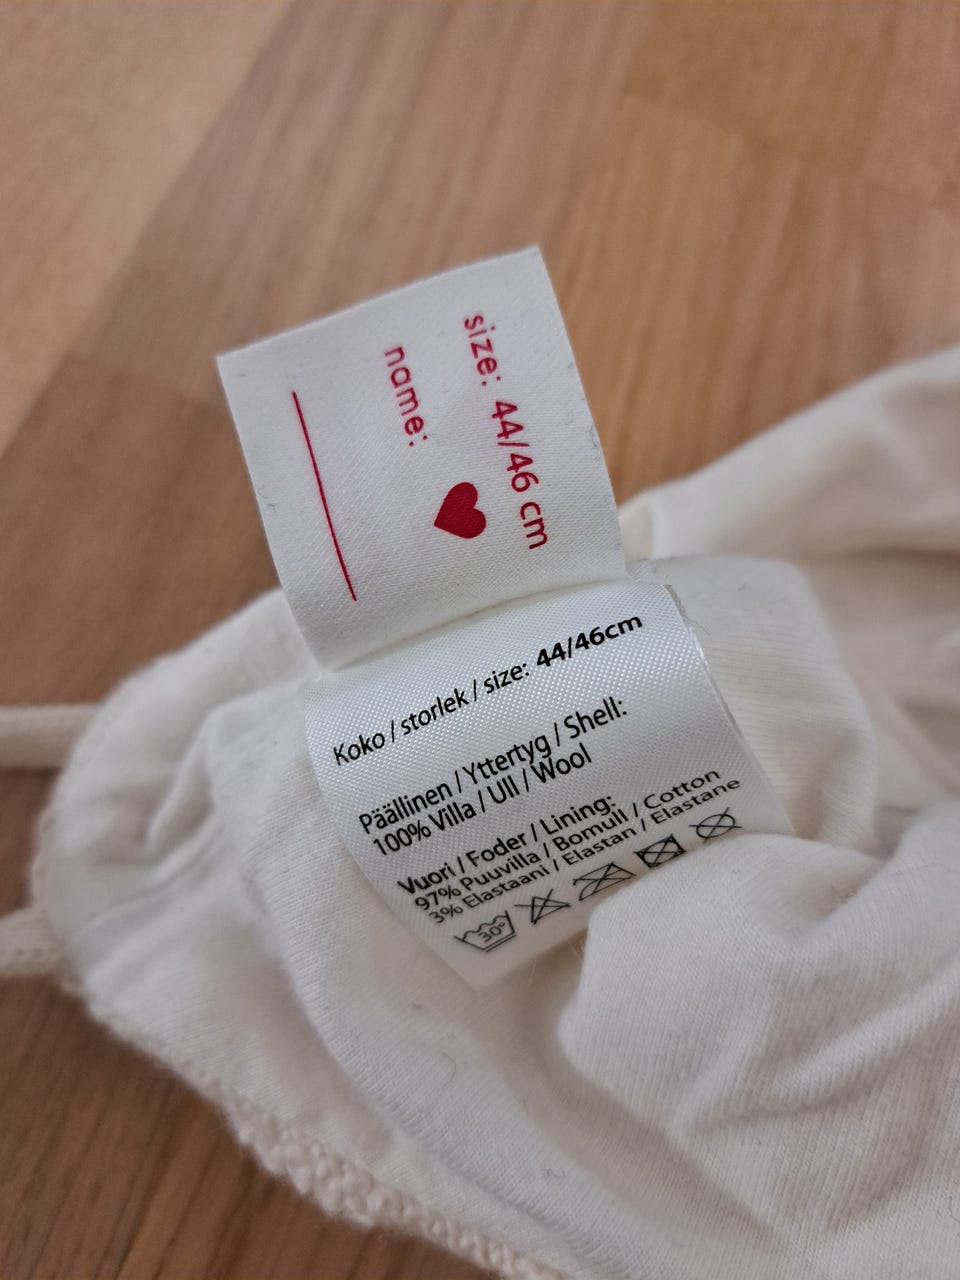 size: 44/46 cm
name:
Koko / storlek / size: 44/46cm
Päällinen / Yttertyg / Shell:
100% Villa / Ull / Wool
Vuori / Foder / Lining:
97% Puuvilla / Bomull / Cotton
3% Elastaani / Elastan / Elastane
30°